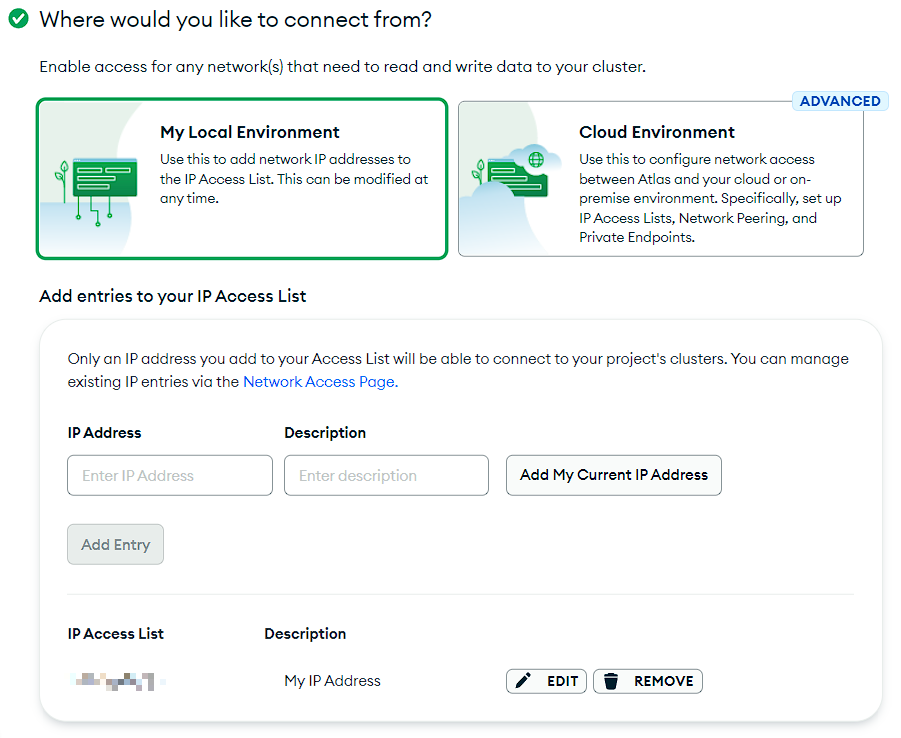 Where would you like to connect from?
Enable access for any network(s) that need to read and write data to your cluster.
ADVANCED
My Local Environment
Use this to add network IP addresses to
the IP Access List. This can be modified at
any time.
Cloud Environment
Use this to configure network access
between Atlas and your cloud or on-
premise environment. Specifically, set up
IP Access Lists, Network Peering, and
Private Endpoints.
Add entries to your IP Access List
Only an IP address you add to your Access List will be able to connect to your project's clusters. You can manage
existing IP entries via the Network Access Page.
IP Address Description
Enter IP Address Enter description Add My Current IP Address
Add Entry
IP Access List Description
My IP Address EDIT REMOVE